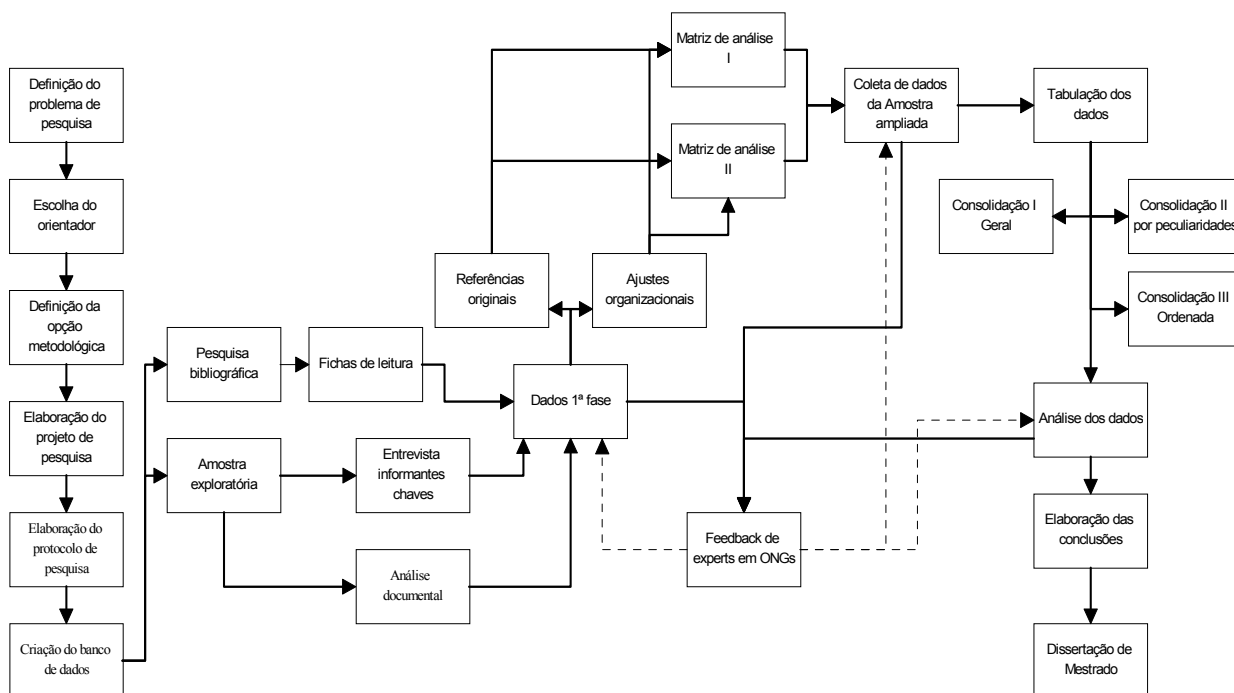 Definição do
problema de
pesquisa
Escolha do
orientador
Definição da
opção
metodológica
Elaboração do
projeto de
pesquisa
Elaboração do
protocolo de
pesquisa
Criação do banco
de dados
Pesquisa
bibliográfica
Fichas de leitura
Amostra
exploratória
Entrevista
informantes
chaves
Análise
documental
Dados 1ª fase
Referências
originais
Ajustes
organizacionais
Matriz de análise
I
Matriz de análise
II
Coleta de dados
da Amostra
ampliada
Tabulação dos
dados
Consolidação I
Geral
Consolidação II
por peculiaridades
Consolidação III
Ordenada
Análise dos dados
Feedback de
experts em ONGs
Elaboração das
conclusões
Dissertação de
Mestrado